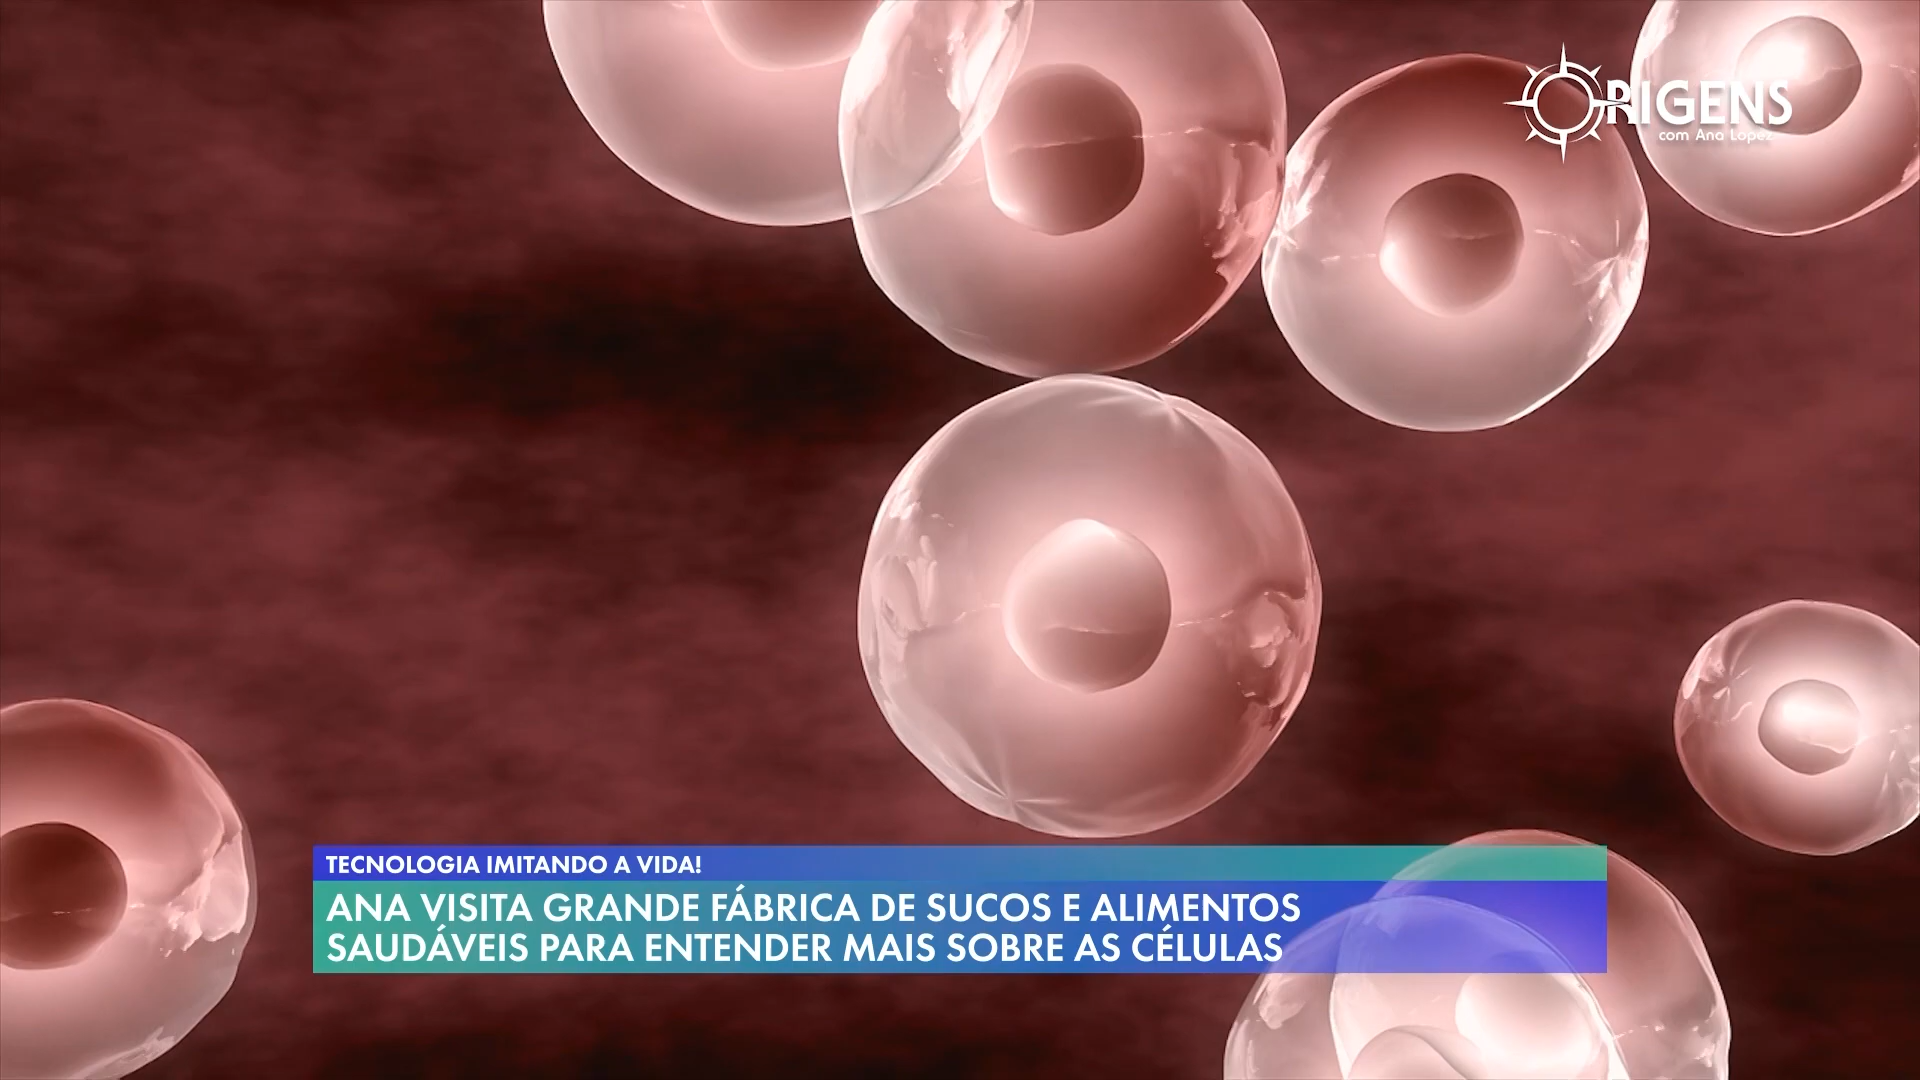 ORIGENS
com Ana Lopez
TECNOLOGIA IMITANDO A VIDA!
ANA VISITA GRANDE FÁBRICA DE SUCOS E ALIMENTOS
SAUDÁVEIS PARA ENTENDER MAIS SOBRE AS CÉLULAS